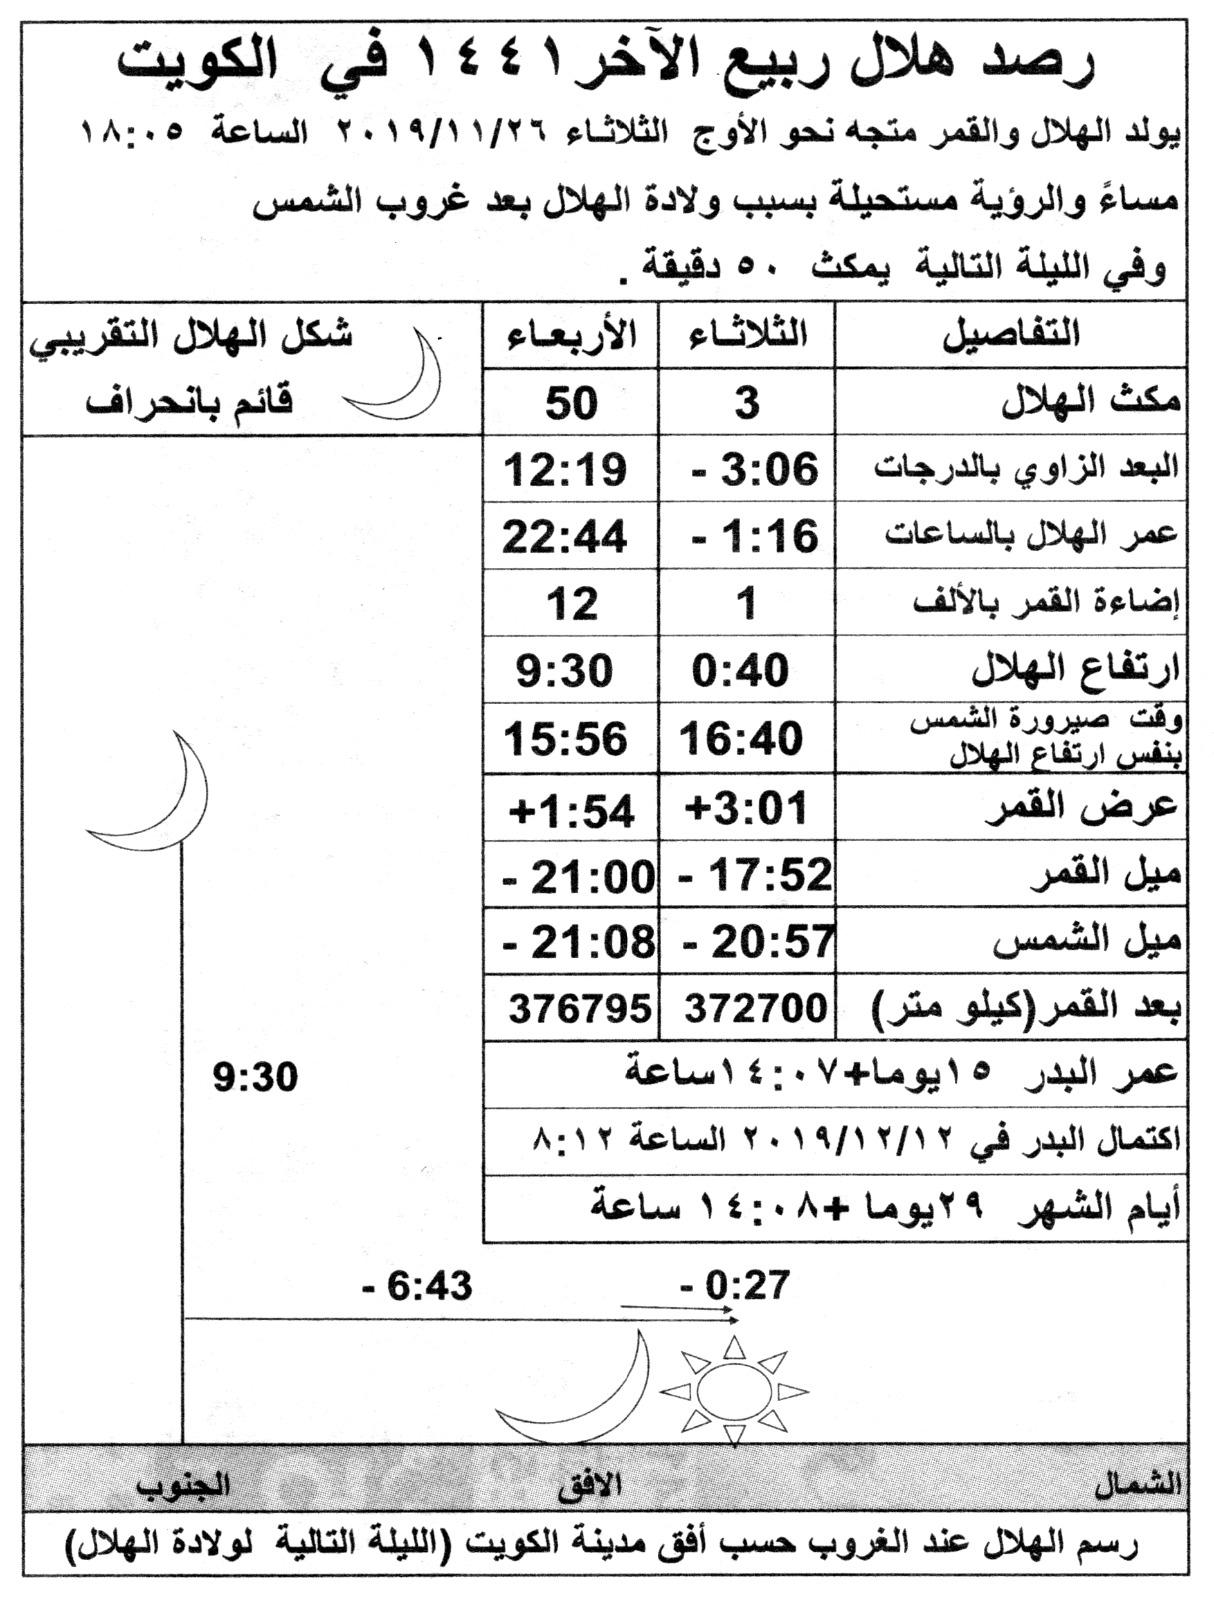 رصد هلال ربيع الآخر ١٤٤١ في الكويت
يولد الهلال والقمر متجه نحو الأوج الثلاثاء ٢٠١٩/١١/٢٦ الساعة ١٨:٠٥
مساءً والرؤية مستحيلة بسبب ولادة الهلال بعد غروب الشمس
وفي الليلة التالية يمكث ٥٠ دقيقة .
التفاصيل الثلاثاء الأربعاء
شكل الهلال التقريبي
قائم بانحراف
مكث الهلال 3 50
البعد الزاوي بالدرجات - 3:06 12:19
عمر الهلال بالساعات - 1:16 22:44
إضاءة القمر بالألف 1 12
ارتفاع الهلال 0:40 9:30
وقت صيرورة الشمس
بنفس ارتفاع الهلال 16:40 15:56
عرض القمر +3:01 +1:54
ميل القمر - 17:52 - 21:00
ميل الشمس - 20:57 - 21:08
بعد القمر(كيلو متر) 372700 376795
عمر البدر ١٥يوما+١٤:٠٧ساعة
9:30
اكتمال البدر في ٢٠١٩/١٢/١٢ الساعة ٨:١٢
أيام الشهر ٢٩يوما +١٤:٠٨ ساعة
- 0:27 - 6:43
الشمال الافق الجنوب
رسم الهلال عند الغروب حسب أفق مدينة الكويت (الليلة التالية لولادة الهلال)